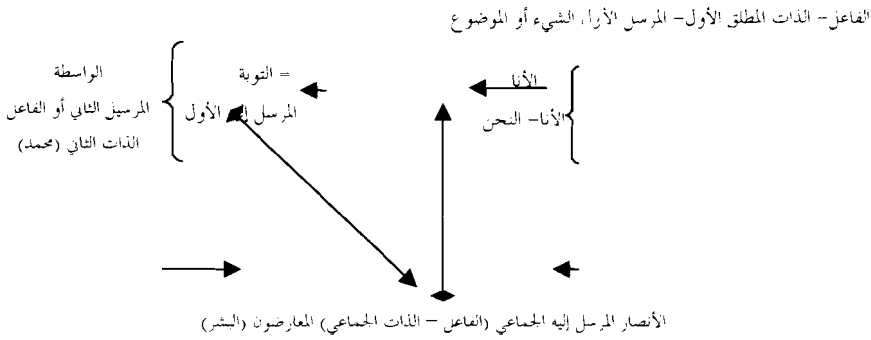 الفاعل– الذات المطلق الأول– المرسل الأول، الشيء أو الموضوع
الأنا
الأنا– النحن
= التوبة
المرسل إليه الأول
الواسطة
المرسل الثاني أو الفاعل
الذات الثاني (محمد)
الأنصار المرسل إليه الجماعي (الفاعل – الذات الجماعي) المعارضون (البشر)